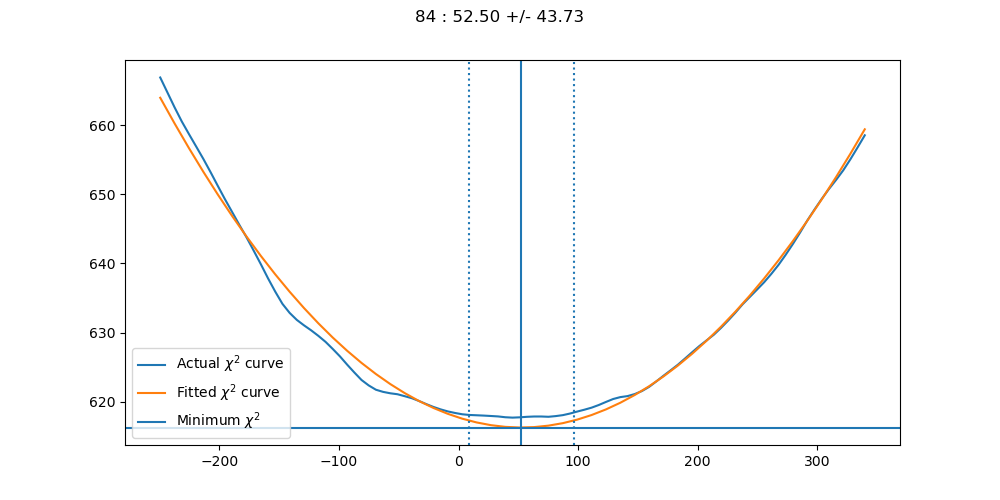 84 : 52.50 +/- 43.73
660
650
640
630
620
Actual χ² curve
Fitted χ² curve
Minimum χ²
−200 −100 0 100 200 300